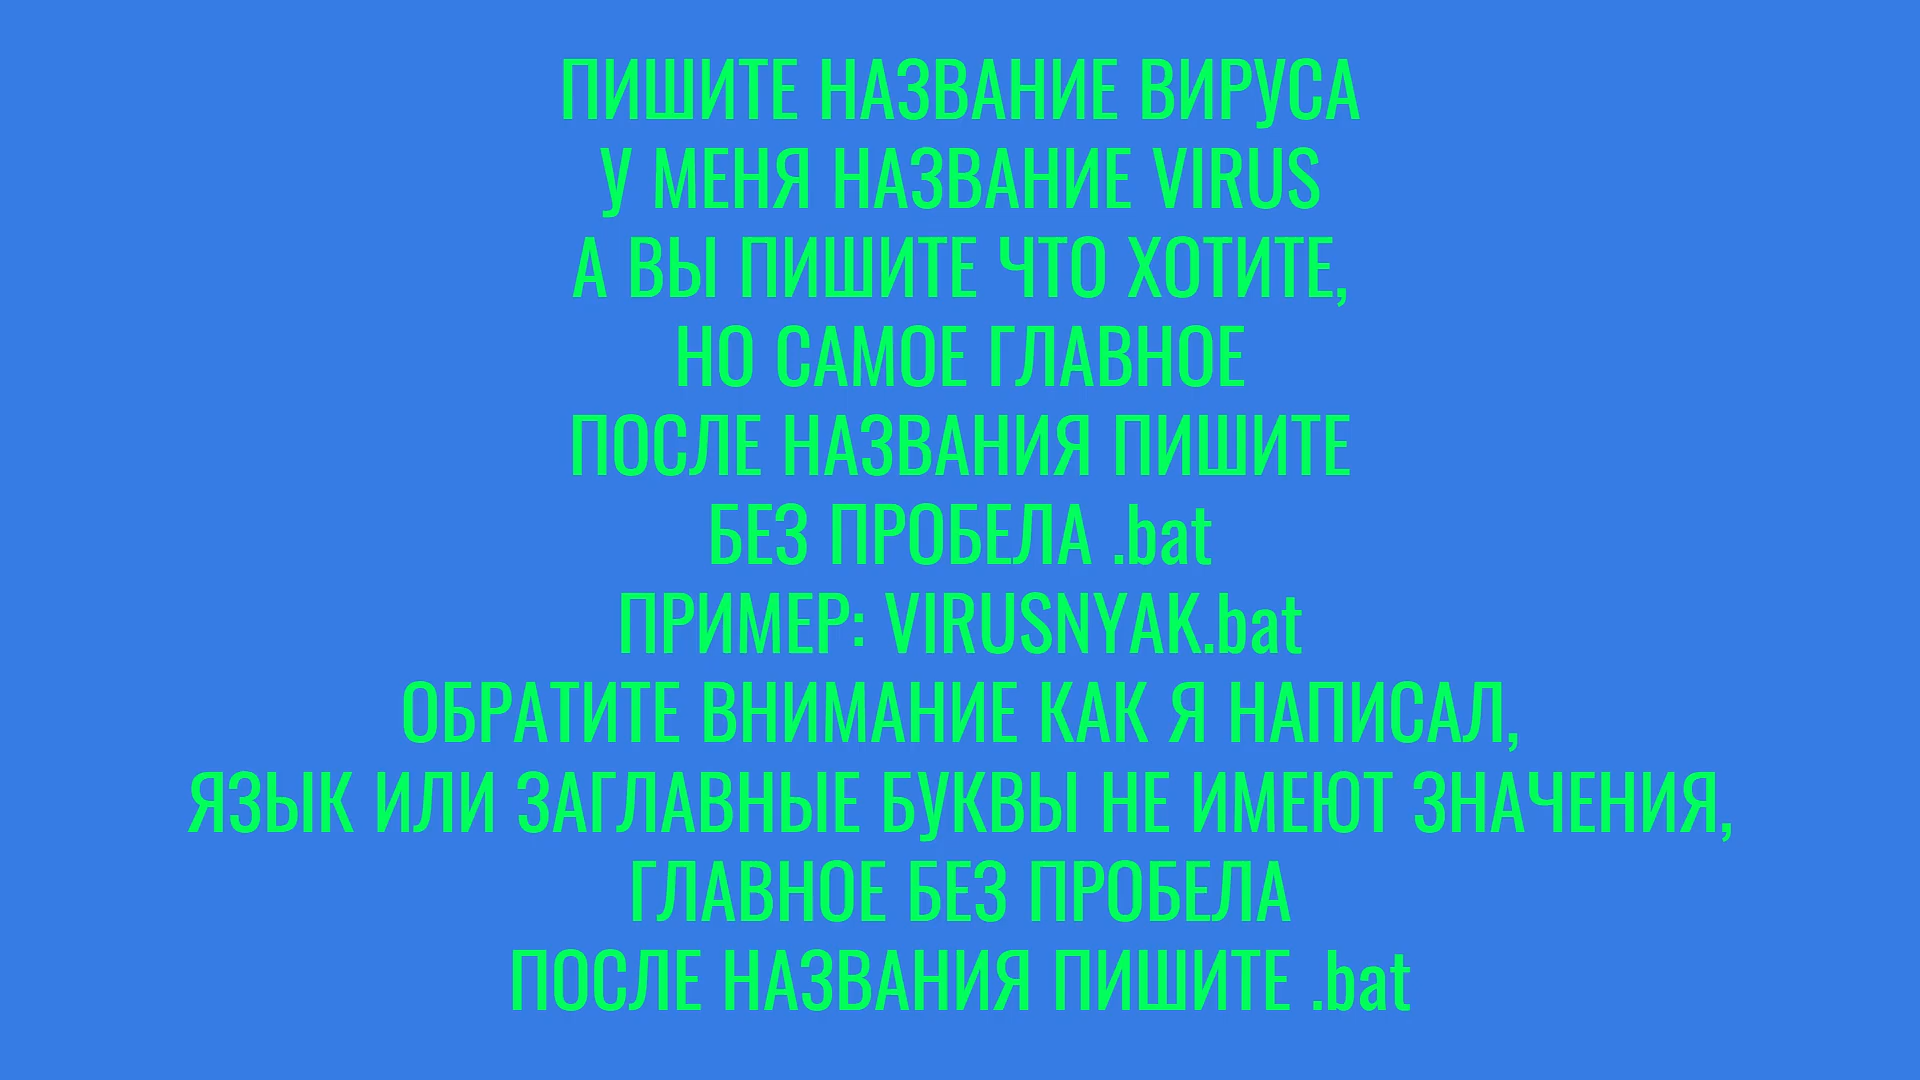 ПИШИТЕ НАЗВАНИЕ ВИРУСА
У МЕНЯ НАЗВАНИЕ VIRUS
А ВЫ ПИШИТЕ ЧТО ХОТИТЕ,
НО САМОЕ ГЛАВНОЕ
ПОСЛЕ НАЗВАНИЯ ПИШИТЕ
БЕЗ ПРОБЕЛА .bat
ПРИМЕР: VIRUSNYAK.bat
ОБРАТИТЕ ВНИМАНИЕ КАК Я НАПИСАЛ,
ЯЗЫК ИЛИ ЗАГЛАВНЫЕ БУКВЫ НЕ ИМЕЮТ ЗНАЧЕНИЯ,
ГЛАВНОЕ БЕЗ ПРОБЕЛА
ПОСЛЕ НАЗВАНИЯ ПИШИТЕ .bat